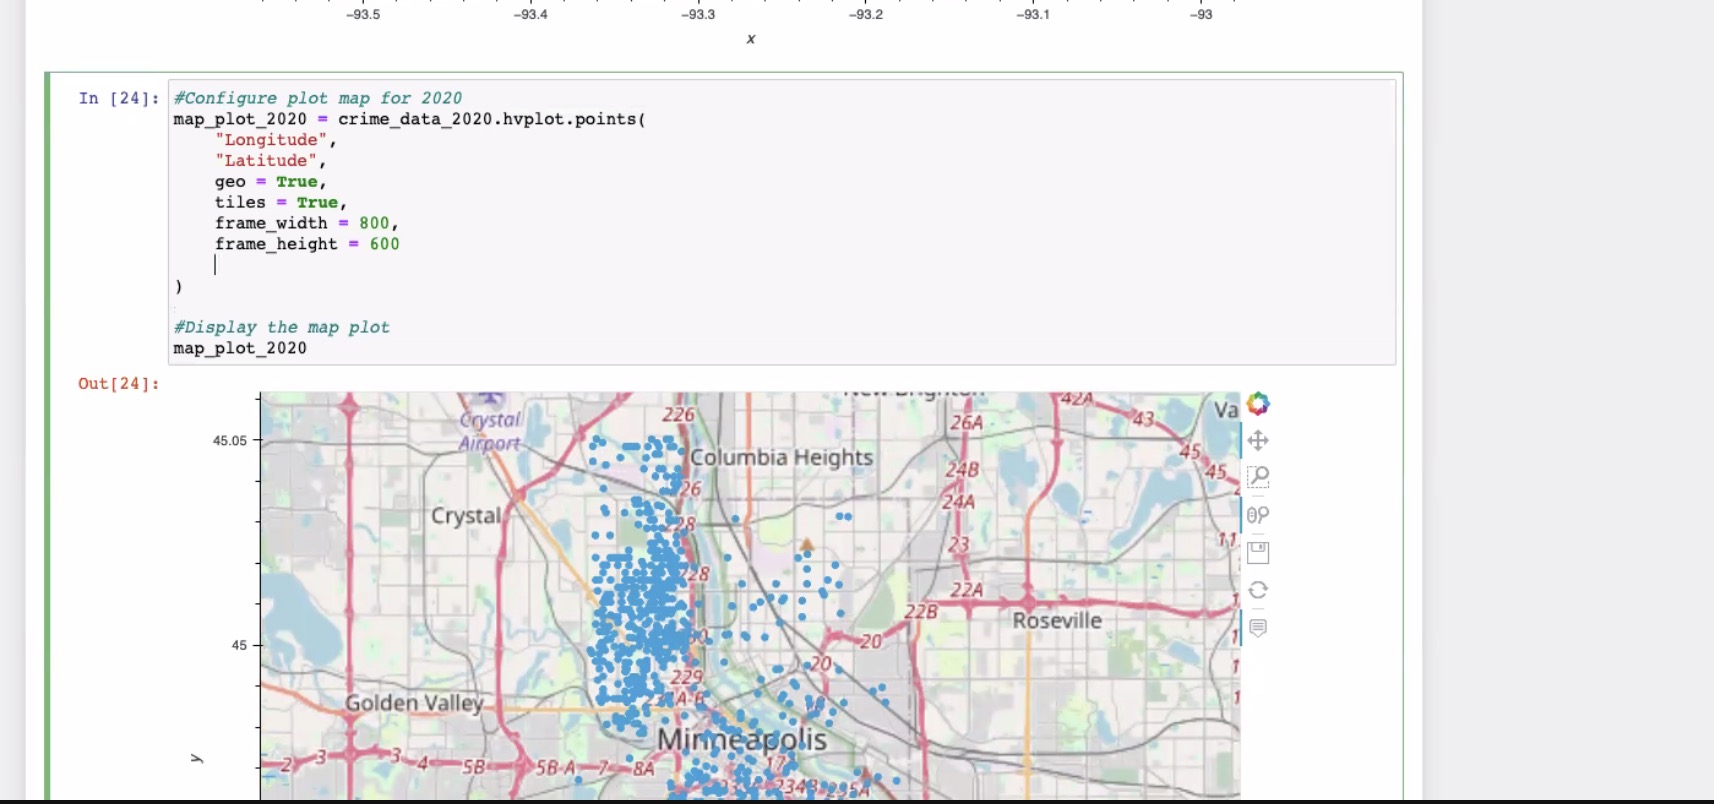 −93.5 −93.4 −93.3 −93.2 −93.1 −93
x
In [24]:
#Configure plot map for 2020
map_plot_2020 = crime_data_2020.hvplot.points(
"Longitude",
"Latitude",
geo = True,
tiles = True,
frame_width = 800,
frame_height = 600
)
#Display the map plot
map_plot_2020
Out[24]:
New Brighton
42A
Va
226
43
Crystal
Airport
26A
45.05
Columbia Heights
45
24B
45
26
24A
Crystal
28
23
11
28
22A
22B
Roseville
20
45
20
229
Golden Valley
Minneapolis
y
2 3 3 4 5B 5B-A 7 8A 17